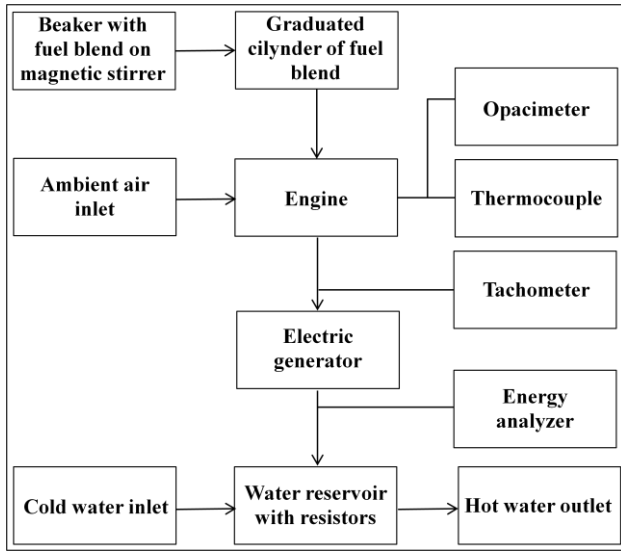 Beaker with
fuel blend on
magnetic stirrer
Graduated
cilynder of fuel
blend
Opacimeter
Ambient air
inlet
Engine
Thermocouple
Tachometer
Electric
generator
Energy
analyzer
Cold water inlet
Water reservoir
with resistors
Hot water outlet